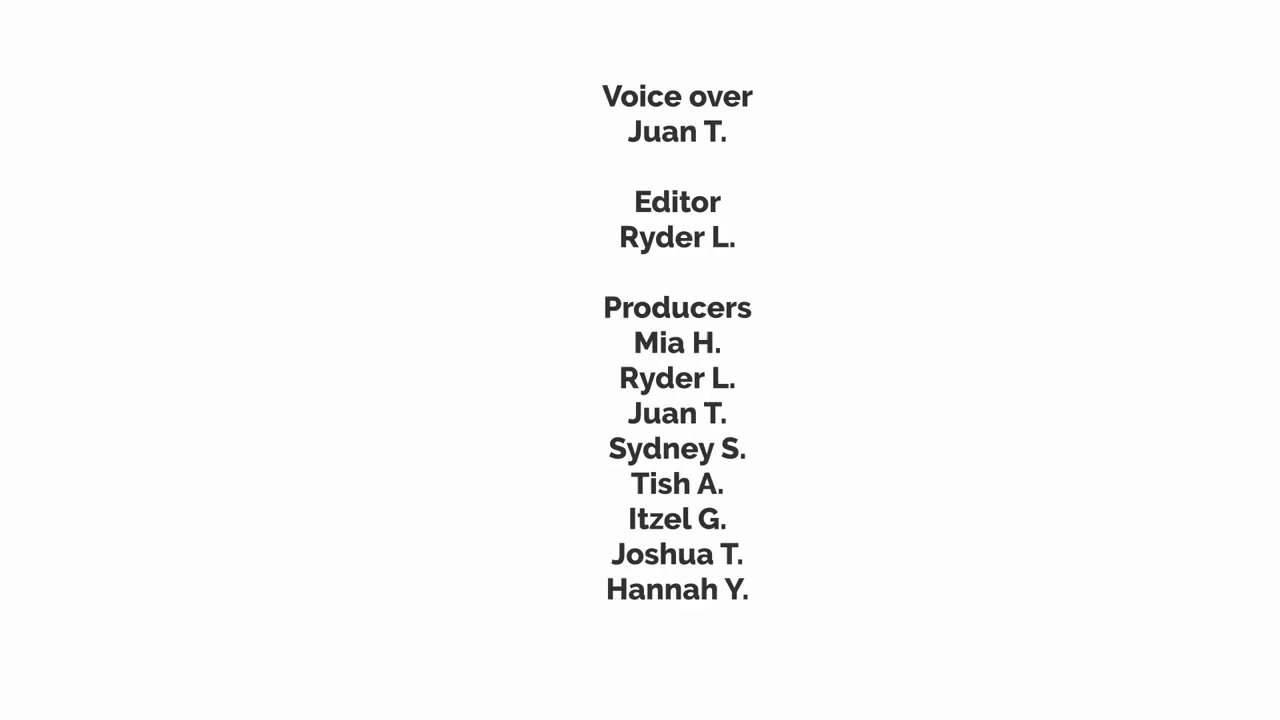 Voice over
Juan T.
Editor
Ryder L.
Producers
Mia H.
Ryder L.
Juan T.
Sydney S.
Tish A.
Itzel G.
Joshua T.
Hannah Y.